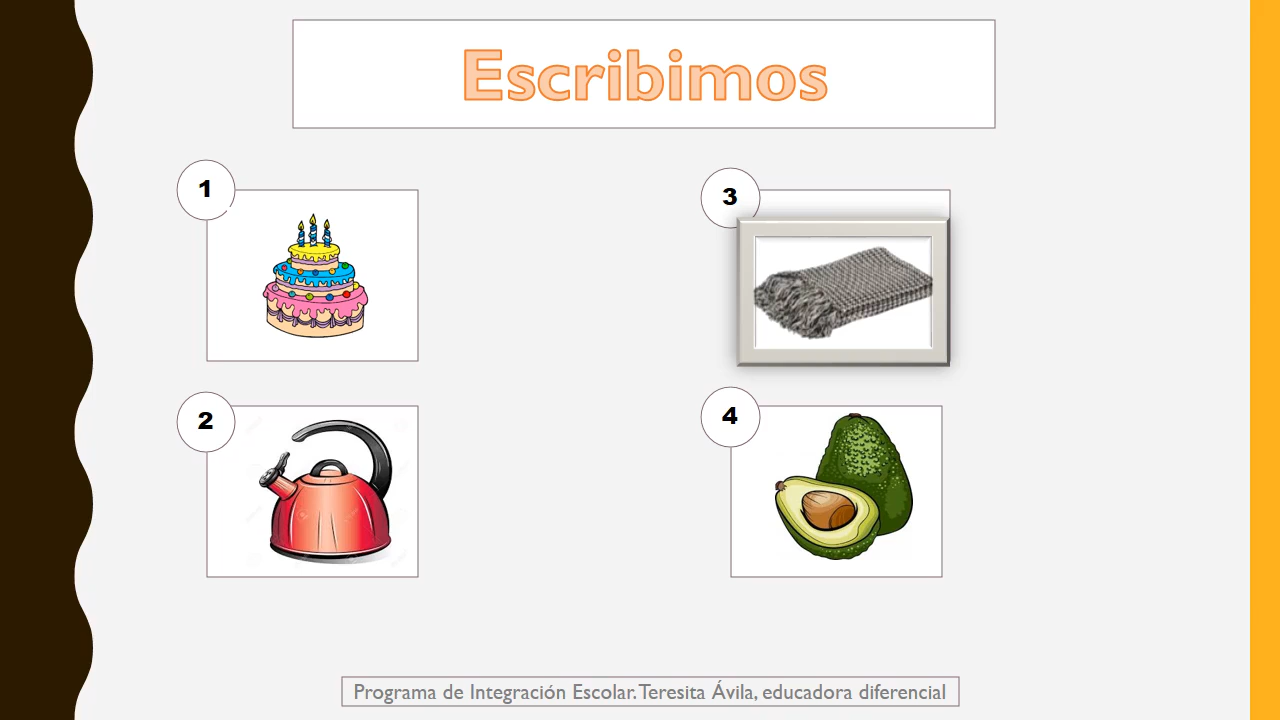 Escribimos
1
3
2
4
Programa de Integración Escolar. Teresita Ávila, educadora diferencial